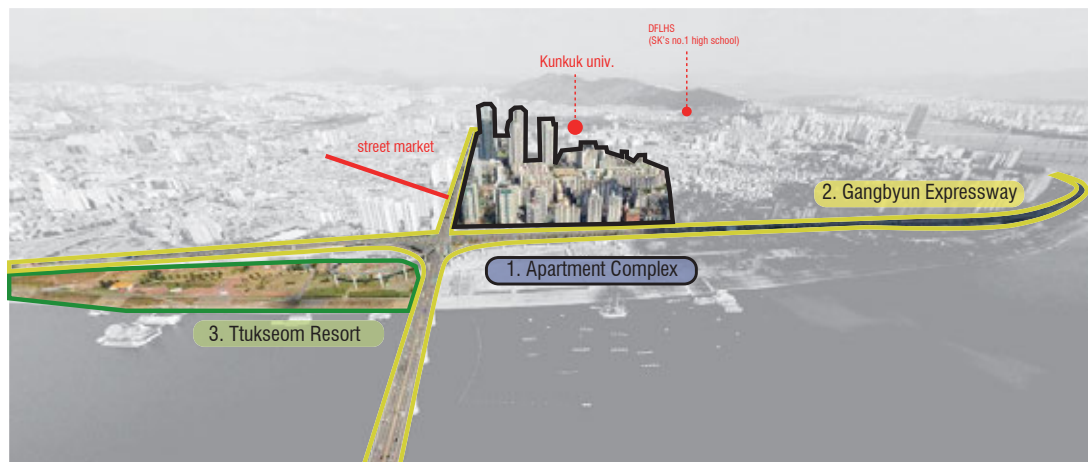 DFLHS
(SK's no.1 high school)
Kunkuk univ.
street market
2. Gangbyun Expressway
1. Apartment Complex
3. Ttukseom Resort